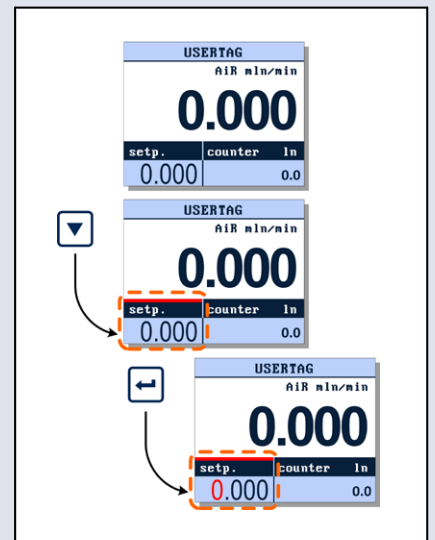 USERTAG
AiR mln/min
0.000
setp. counter ln
0.000 0.0
USERTAG
AiR mln/min
0.000
setp. counter ln
0.000 0.0
USERTAG
AiR mln/min
0.000
setp. counter ln
0.000 0.0